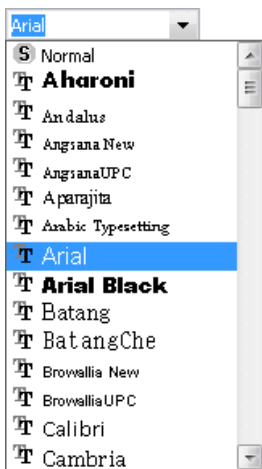 Arial
Normal
Aharoni
Andalus
Angsana New
AngsanaUPC
Aparajita
Arabic Typesetting
Arial
Arial Black
Batang
BatangChe
Browallia New
BrowalliaUPC
Calibri
Cambria